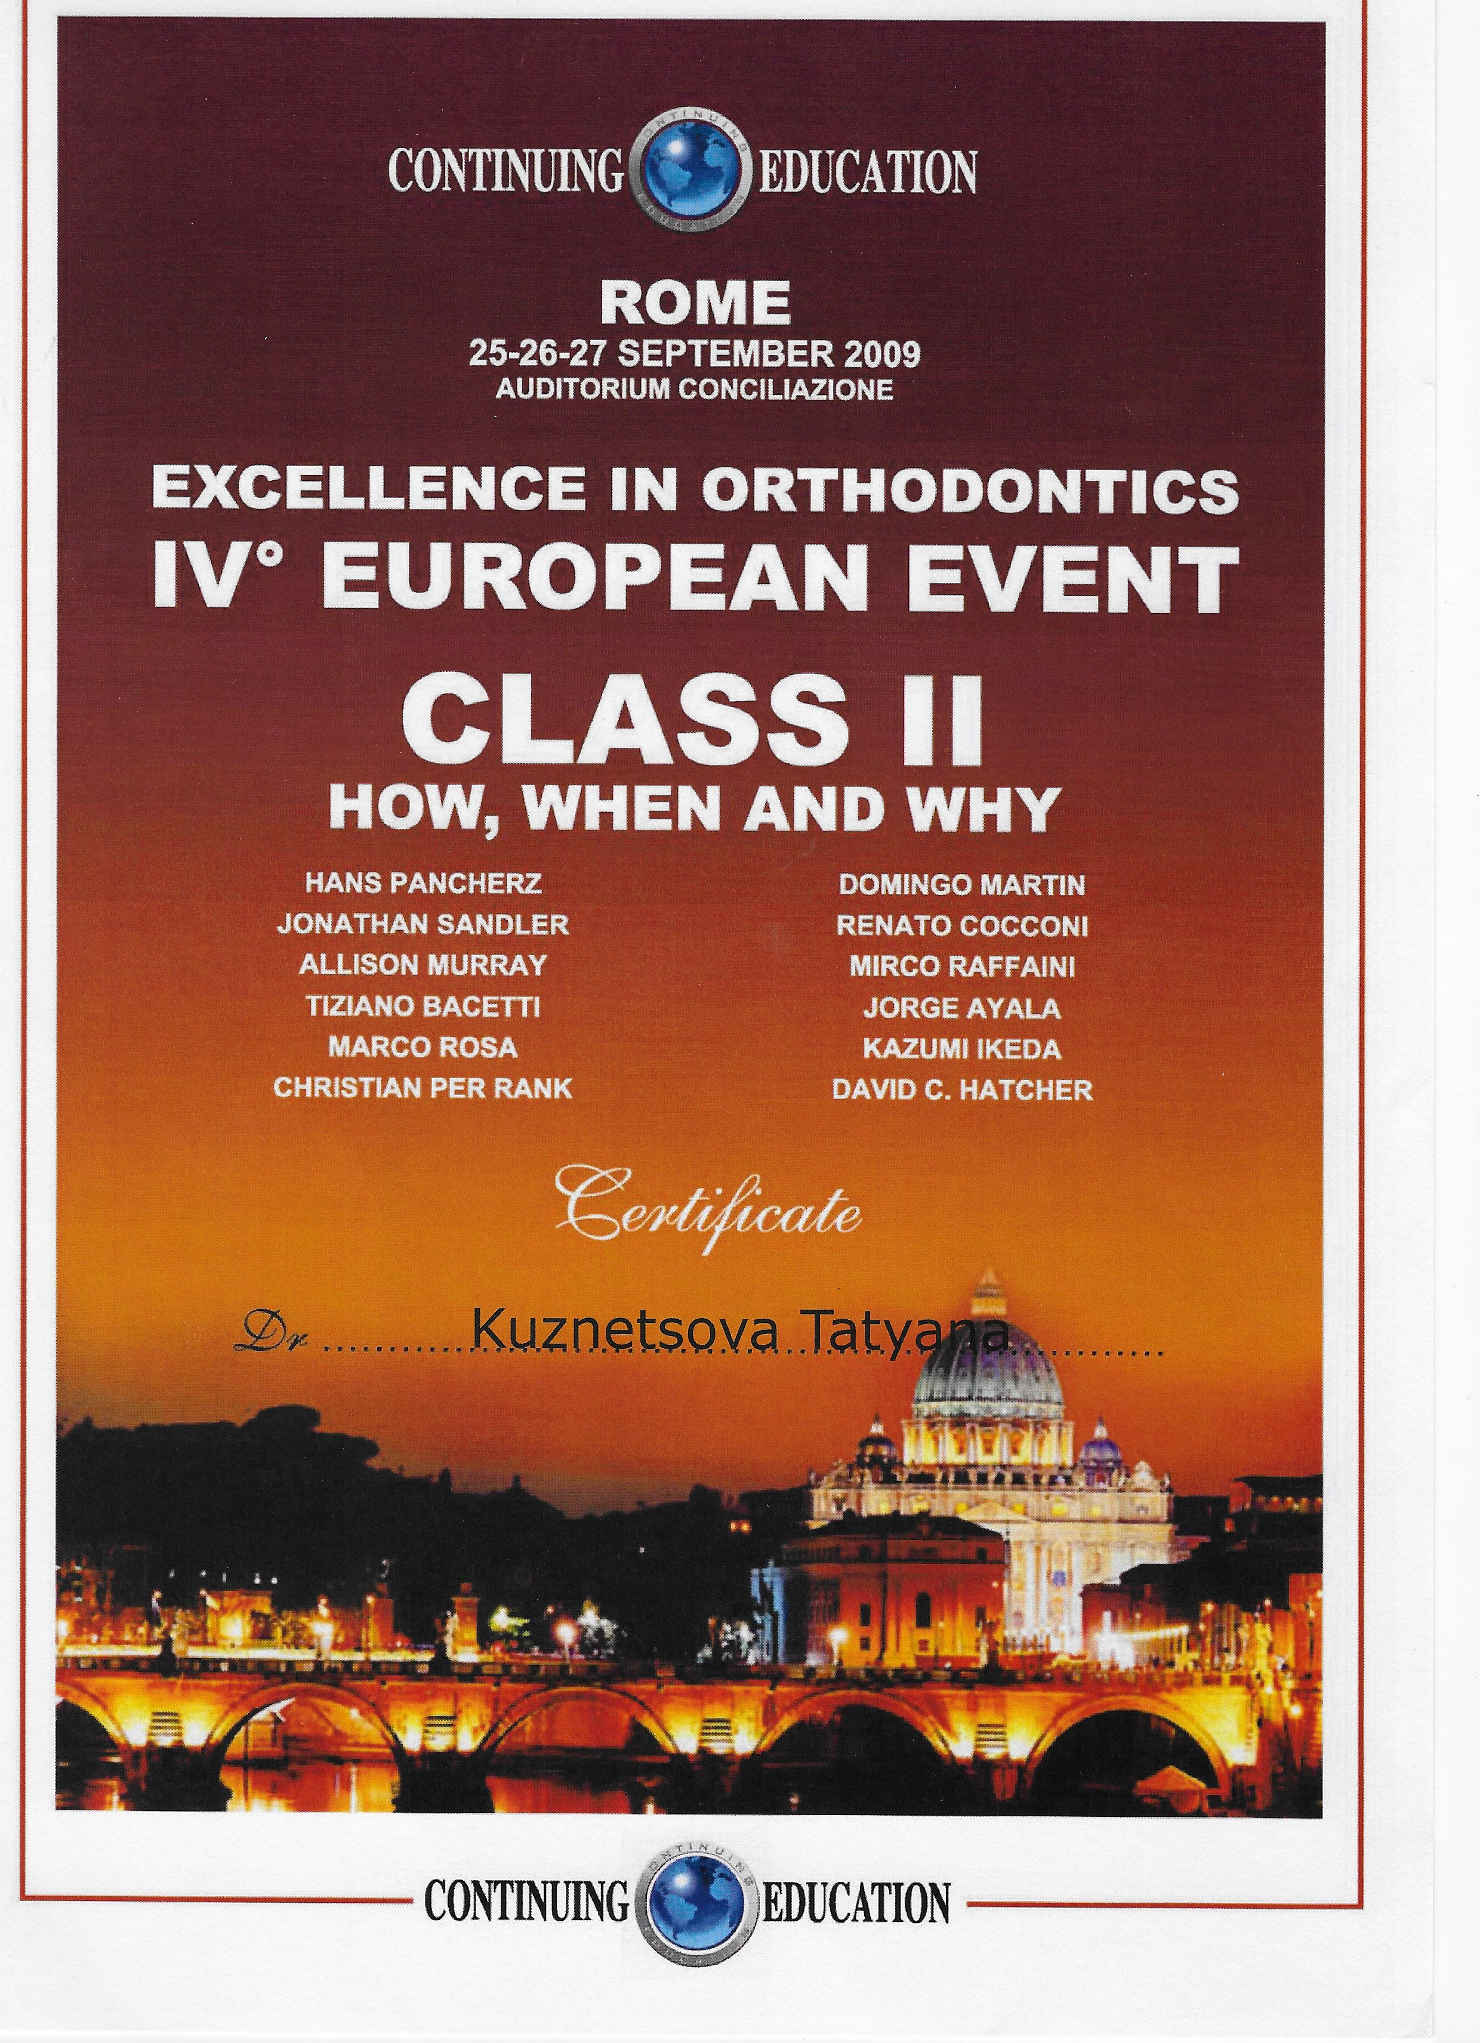 CONTINUING EDUCATION
ROME
25-26-27 SEPTEMBER 2009
AUDITORIUM CONCILIAZIONE
EXCELLENCE IN ORTHODONTICS
IV° EUROPEAN EVENT
CLASS II
HOW, WHEN AND WHY
HANS PANCHERZ
JONATHAN SANDLER
ALLISON MURRAY
TIZIANO BACETTI
MARCO ROSA
CHRISTIAN PER RANK
DOMINGO MARTIN
RENATO COCCONI
MIRCO RAFFAINI
JORGE AYALA
KAZUMI IKEDA
DAVID C. HATCHER
Certificate
Dr Kuznetsova Tatyana
CONTINUING EDUCATION